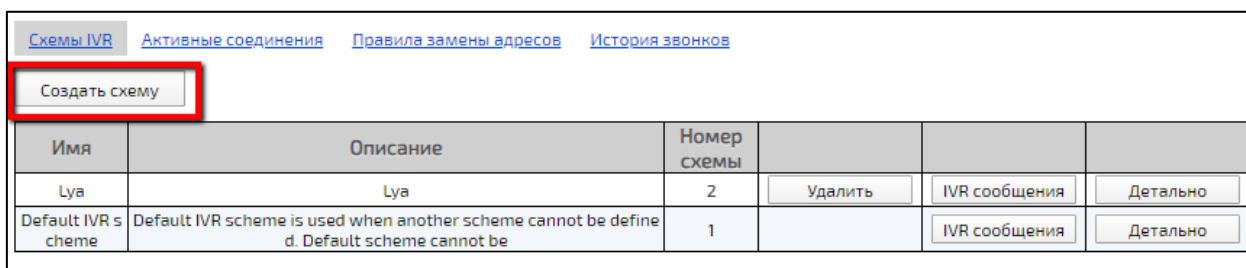 Схемы IVR Активные соединения Правила замены адресов История звонков
Создать схему
Имя Описание Номер схемы
Lya Lya 2 Удалить IVR сообщения Детально
Default IVR s Default IVR scheme is used when another scheme cannot be define 1 IVR сообщения Детально
cheme d. Default scheme cannot be